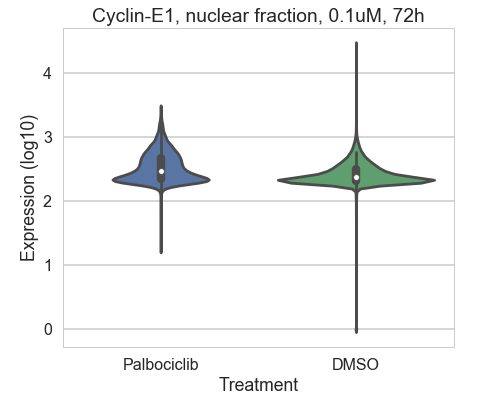 Cyclin-E1, nuclear fraction, 0.1uM, 72h
Expression (log10)
4
3
2
1
0
Palbociclib DMSO
Treatment